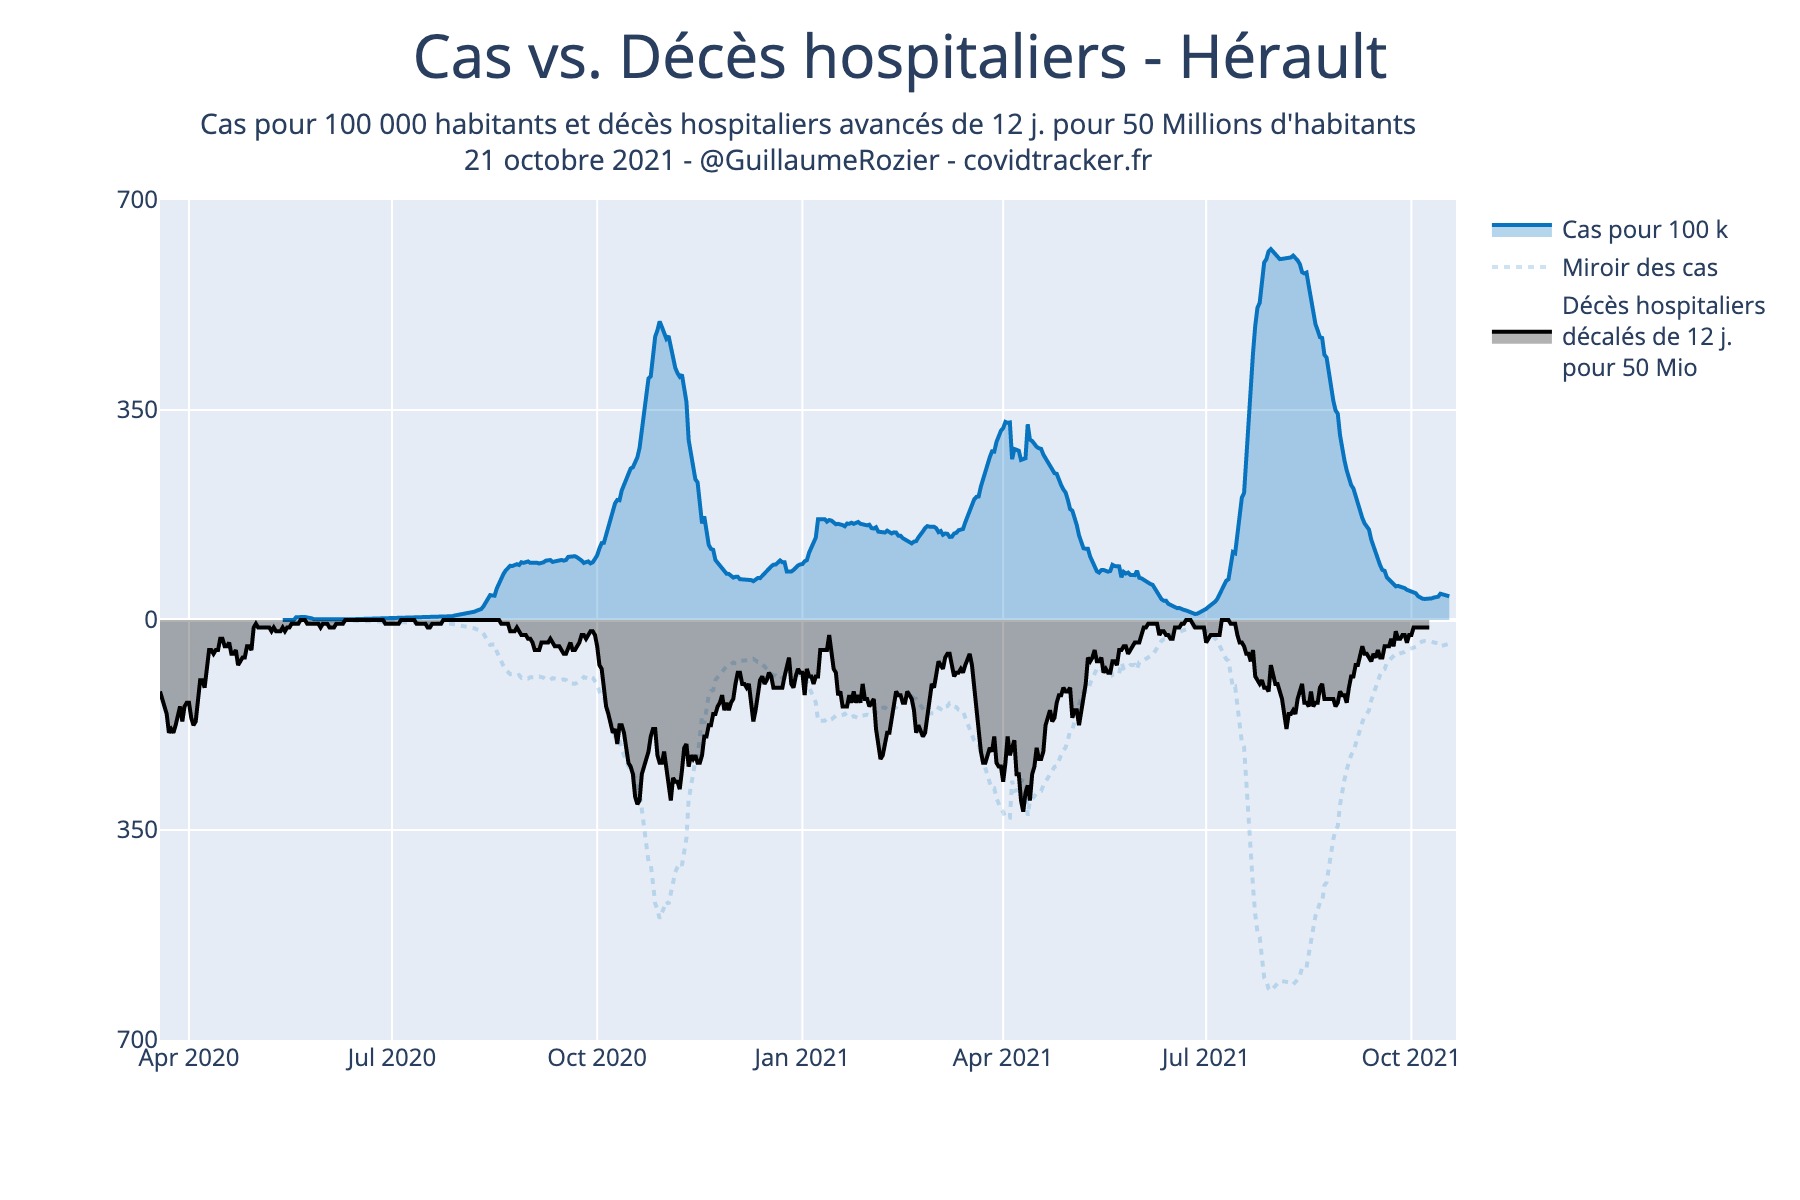 Cas vs. Décès hospitaliers - Hérault
Cas pour 100 000 habitants et décès hospitaliers avancés de 12 j. pour 50 Millions d'habitants
21 octobre 2021 - @GuillaumeRozier - covidtracker.fr
700
350
0
350
700
Apr 2020
Jul 2020
Oct 2020
Jan 2021
Apr 2021
Jul 2021
Oct 2021
Cas pour 100 k
Miroir des cas
Décès hospitaliers
décalés de 12 j.
pour 50 Mio